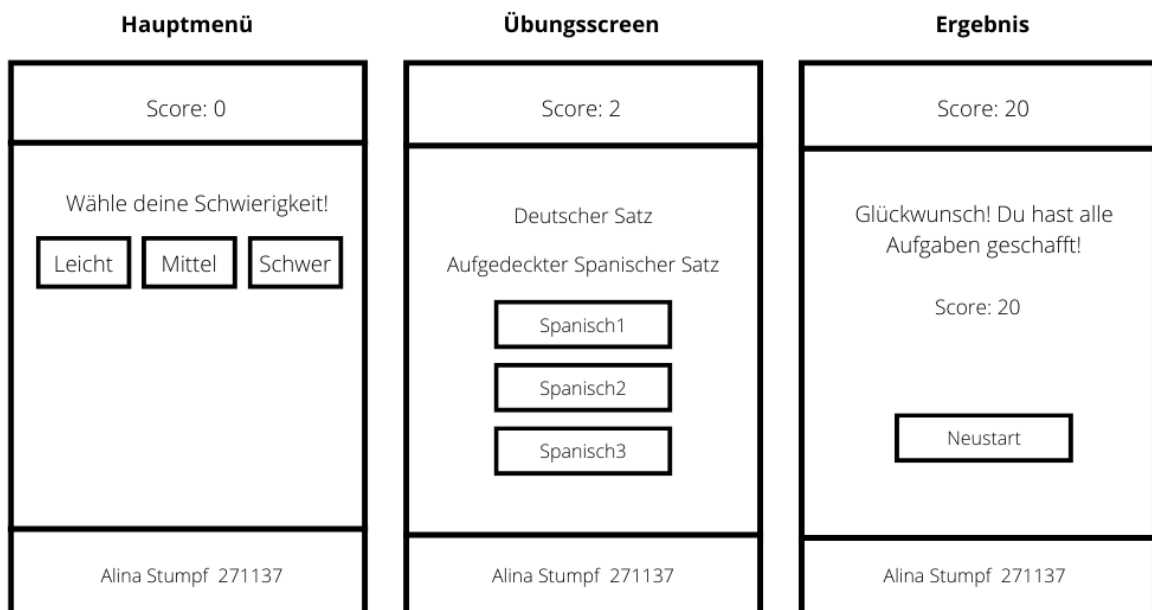 Hauptmenü
Score: 0
Wähle deine Schwierigkeit!
Leicht
Mittel
Schwer
Alina Stumpf 271137
Übungsscreen
Score: 2
Deutscher Satz
Aufgedeckter Spanischer Satz
Spanisch1
Spanisch2
Spanisch3
Alina Stumpf 271137
Ergebnis
Score: 20
Glückwunsch! Du hast alle
Aufgaben geschafft!
Score: 20
Neustart
Alina Stumpf 271137